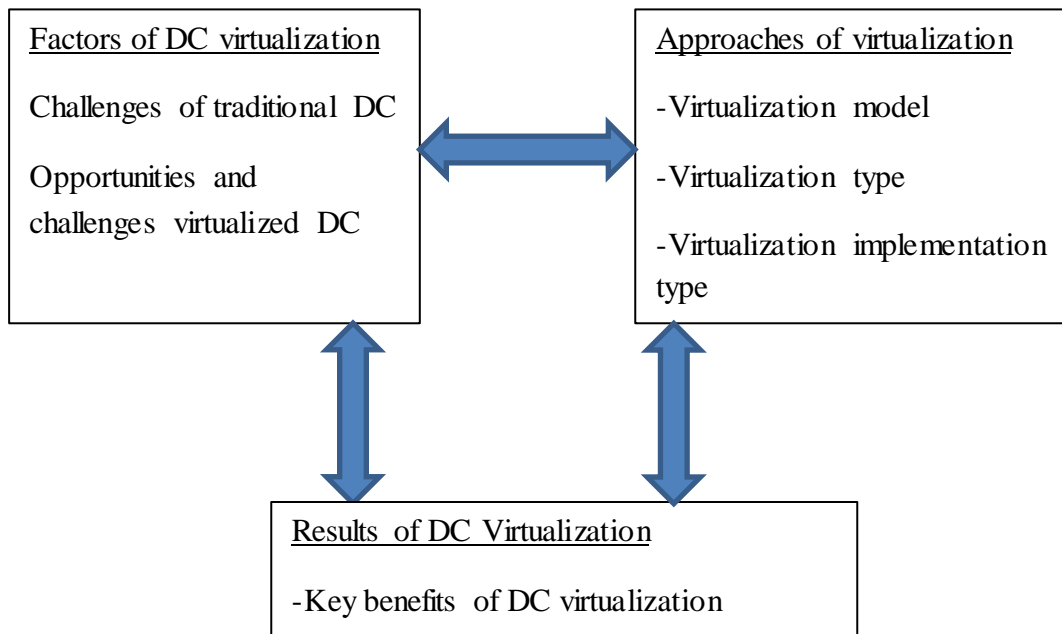 Factors of DC virtualization
Challenges of traditional DC
Opportunities and
challenges virtualized DC
Approaches of virtualization
-Virtualization model
-Virtualization type
-Virtualization implementation
type
Results of DC Virtualization
-Key benefits of DC virtualization